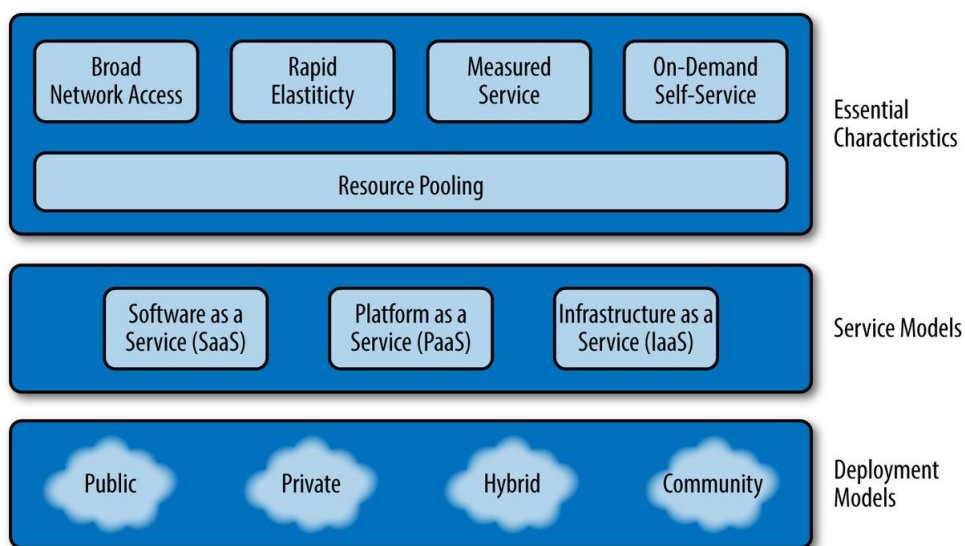 Broad
Network Access
Rapid
Elastiticty
Measured
Service
On-Demand
Self-Service
Essential
Characteristics
Resource Pooling
Software as a
Service (SaaS)
Platform as a
Service (PaaS)
Infrastructure as a
Service (IaaS)
Service Models
Public
Private
Hybrid
Community
Deployment
Models